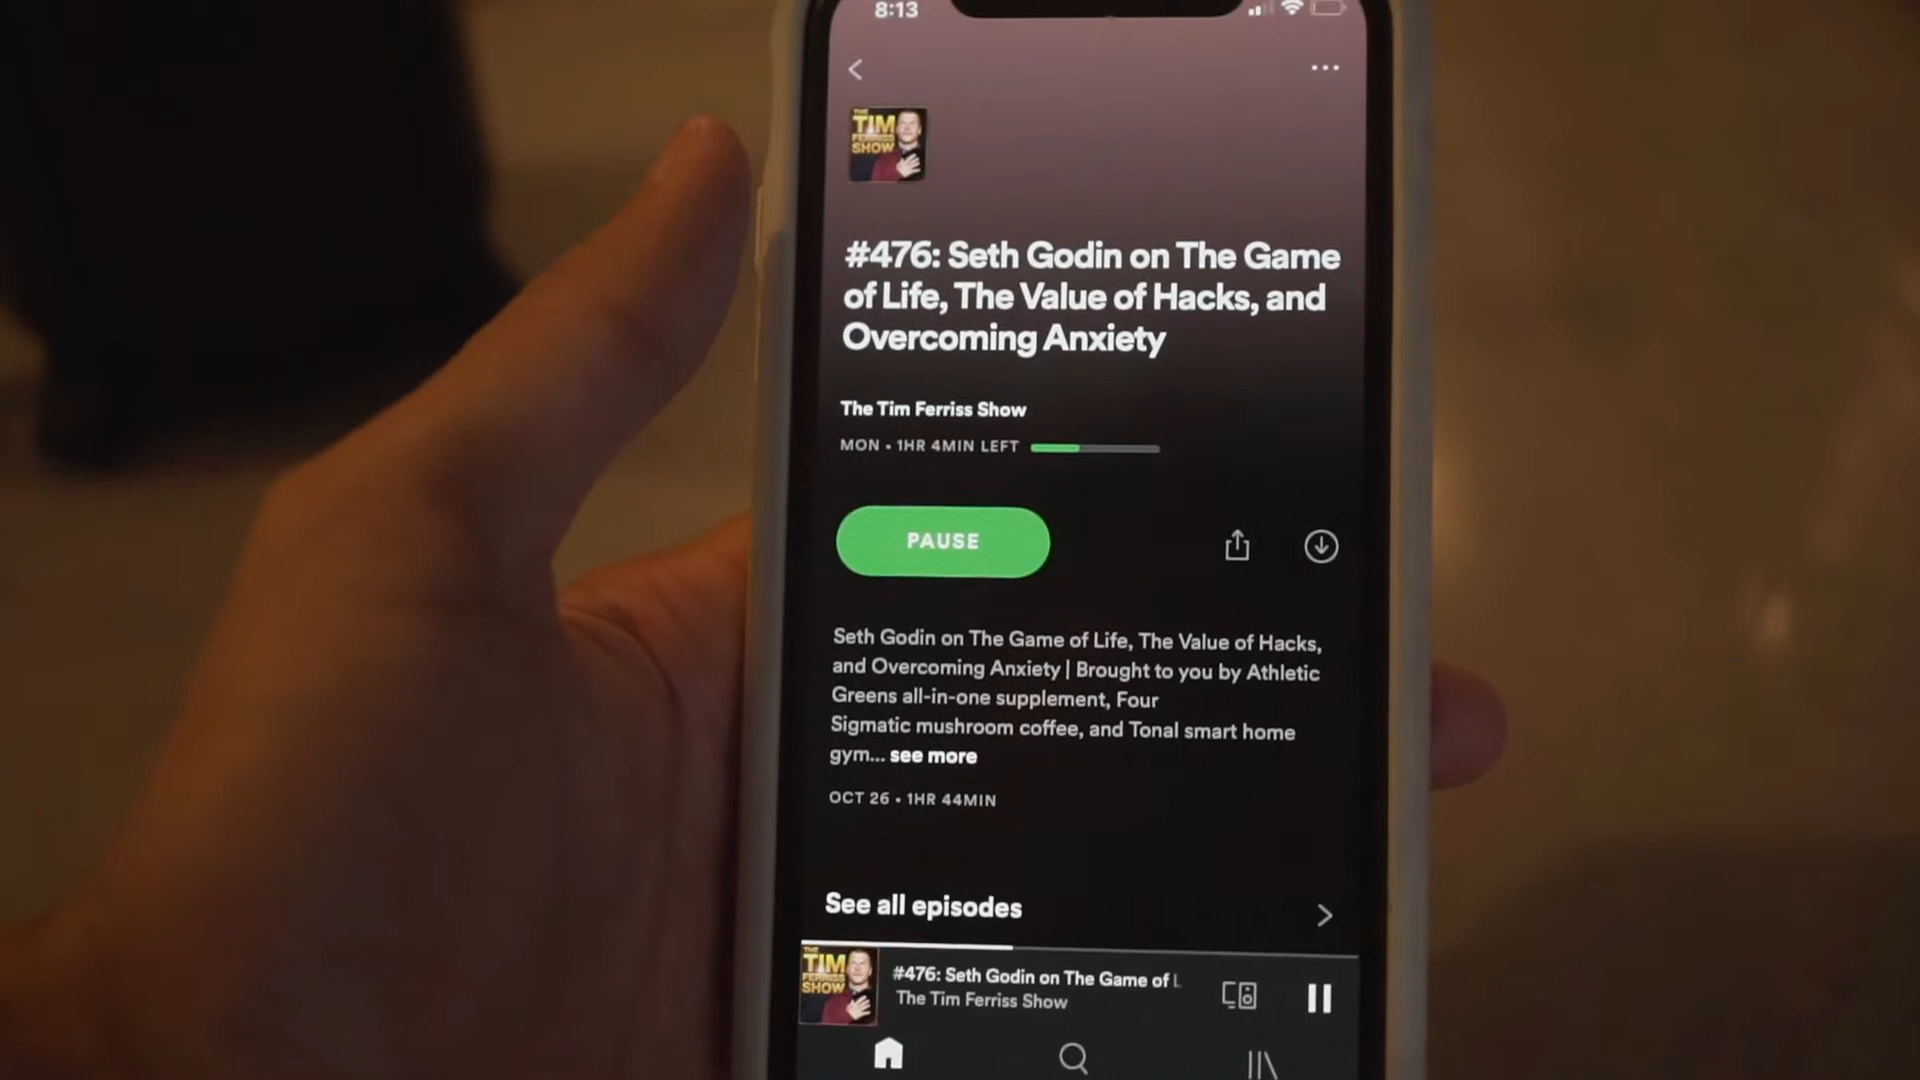 8:13
THE
TIM
FERRISS
SHOW
#476: Seth Godin on The Game
of Life, The Value of Hacks, and
Overcoming Anxiety
The Tim Ferriss Show
MON • 1HR 4MIN LEFT
PAUSE
Seth Godin on The Game of Life, The Value of Hacks,
and Overcoming Anxiety | Brought to you by Athletic
Greens all-in-one supplement, Four
Sigmatic mushroom coffee, and Tonal smart home
gym... see more
OCT 26 • 1HR 44MIN
See all episodes
THE
TIM
FERRISS
SHOW
#476: Seth Godin on The Game of L
The Tim Ferriss Show